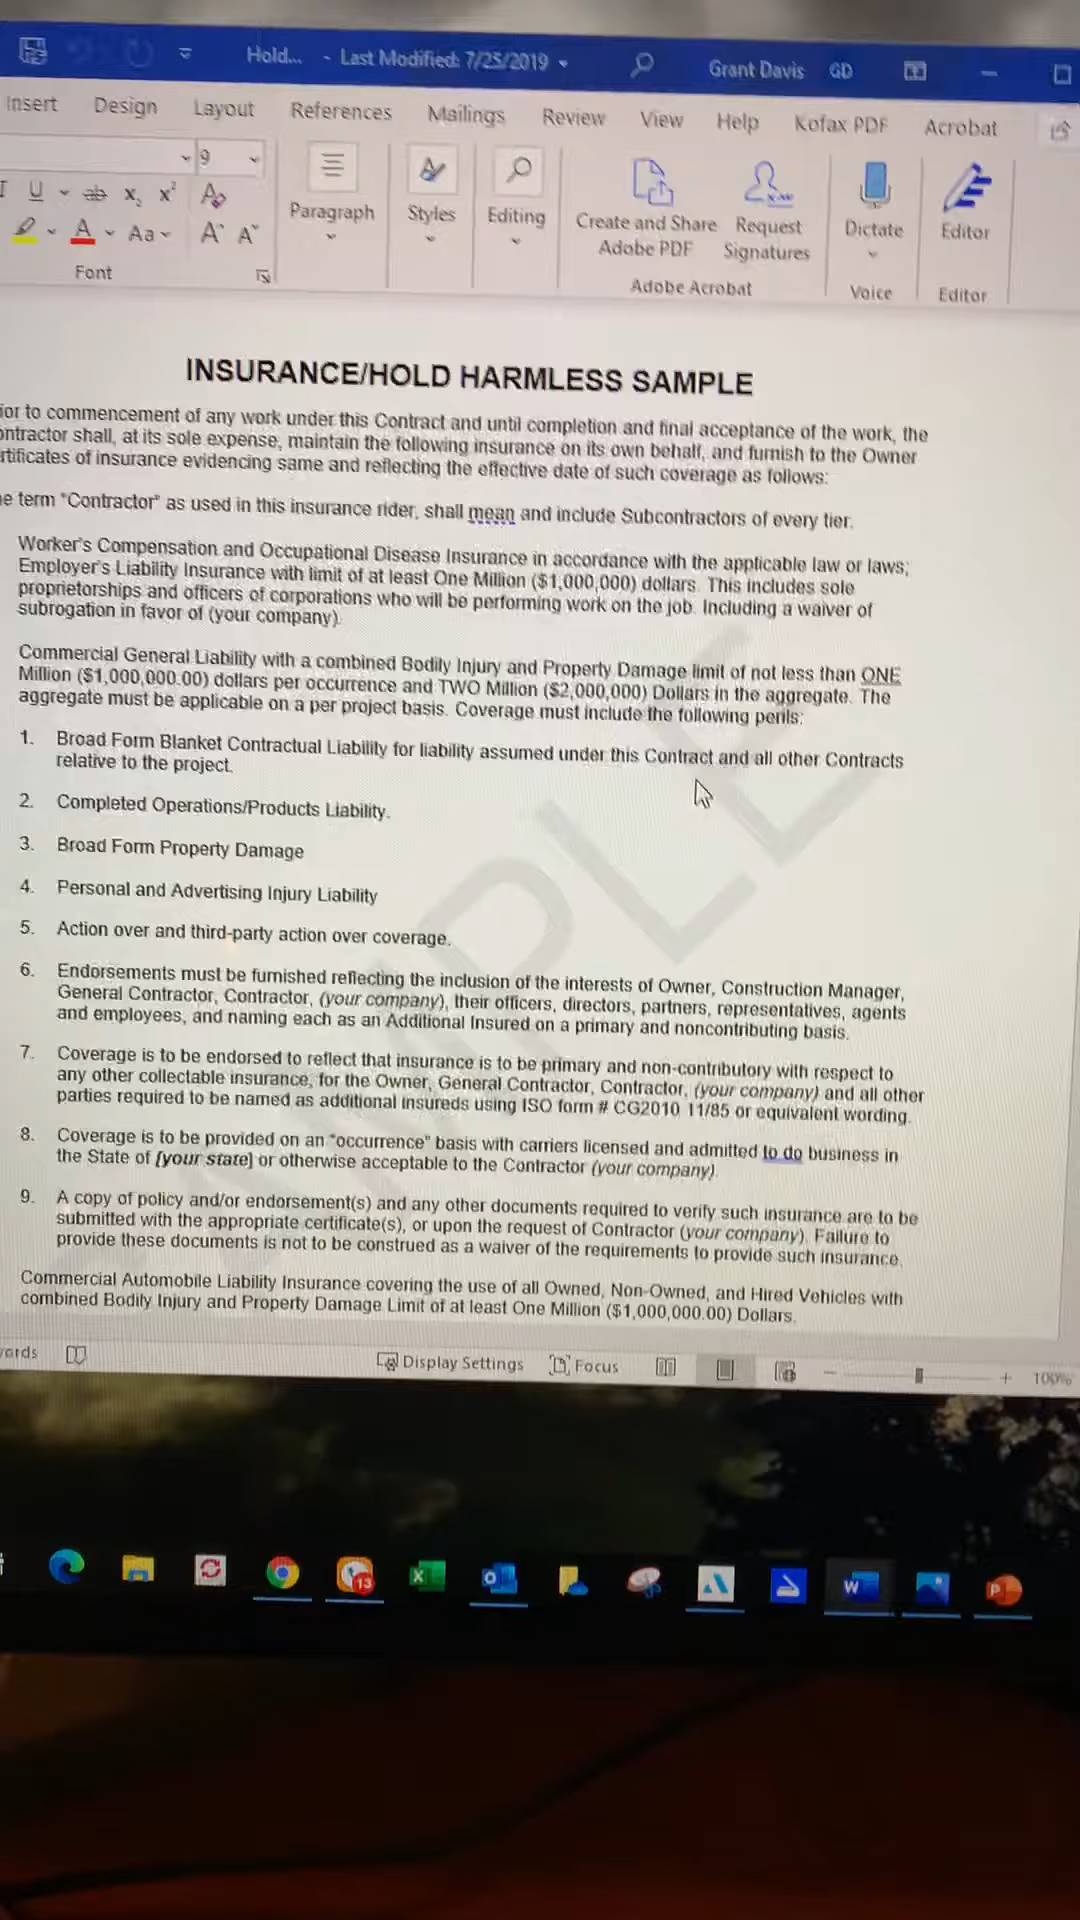 Hold... - Last Modified: 7/25/2019
Grant Davis GD
Insert Design Layout References Mailings Review View Help Kofax PDF Acrobat
9
U ab x₂ x² A
A Aa A^ Aˇ
Paragraph
Styles
Editing
Create and Share
Adobe PDF
Request
Signatures
Dictate
Editor
Font
Adobe Acrobat
Voice
Editor
INSURANCE/HOLD HARMLESS SAMPLE
ior to commencement of any work under this Contract and until completion and final acceptance of the work, the
ontractor shall, at its sole expense, maintain the following insurance on its own behalf, and furnish to the Owner
rtificates of insurance evidencing same and reflecting the effective date of such coverage as follows:
e term "Contractor" as used in this insurance rider, shall mean and include Subcontractors of every tier.
Worker's Compensation and Occupational Disease Insurance in accordance with the applicable law or laws;
Employer's Liability Insurance with limit of at least One Million ($1,000,000) dollars. This includes sole
proprietorships and officers of corporations who will be performing work on the job. Including a waiver of
subrogation in favor of (your company).
Commercial General Liability with a combined Bodily Injury and Property Damage limit of not less than ONE
Million ($1,000,000.00) dollars per occurrence and TWO Million ($2,000,000) Dollars in the aggregate. The
aggregate must be applicable on a per project basis. Coverage must include the following perils:
1. Broad Form Blanket Contractual Liability for liability assumed under this Contract and all other Contracts
relative to the project.
2. Completed Operations/Products Liability.
3. Broad Form Property Damage
4. Personal and Advertising Injury Liability
5. Action over and third-party action over coverage.
6. Endorsements must be furnished reflecting the inclusion of the interests of Owner, Construction Manager,
General Contractor, Contractor, (your company), their officers, directors, partners, representatives, agents
and employees, and naming each as an Additional Insured on a primary and noncontributing basis.
7. Coverage is to be endorsed to reflect that insurance is to be primary and non-contributory with respect to
any other collectable insurance, for the Owner, General Contractor, Contractor, (your company) and all other
parties required to be named as additional insureds using ISO form # CG2010 11/85 or equivalent wording.
8. Coverage is to be provided on an "occurrence" basis with carriers licensed and admitted to do business in
the State of [your state] or otherwise acceptable to the Contractor (your company).
9. A copy of policy and/or endorsement(s) and any other documents required to verify such insurance are to be
submitted with the appropriate certificate(s), or upon the request of Contractor (your company). Failure to
provide these documents is not to be construed as a waiver of the requirements to provide such insurance.
Commercial Automobile Liability Insurance covering the use of all Owned, Non-Owned, and Hired Vehicles with
combined Bodily Injury and Property Damage Limit of at least One Million ($1,000,000.00) Dollars.
MPLE
words
Display Settings Focus
100%
13